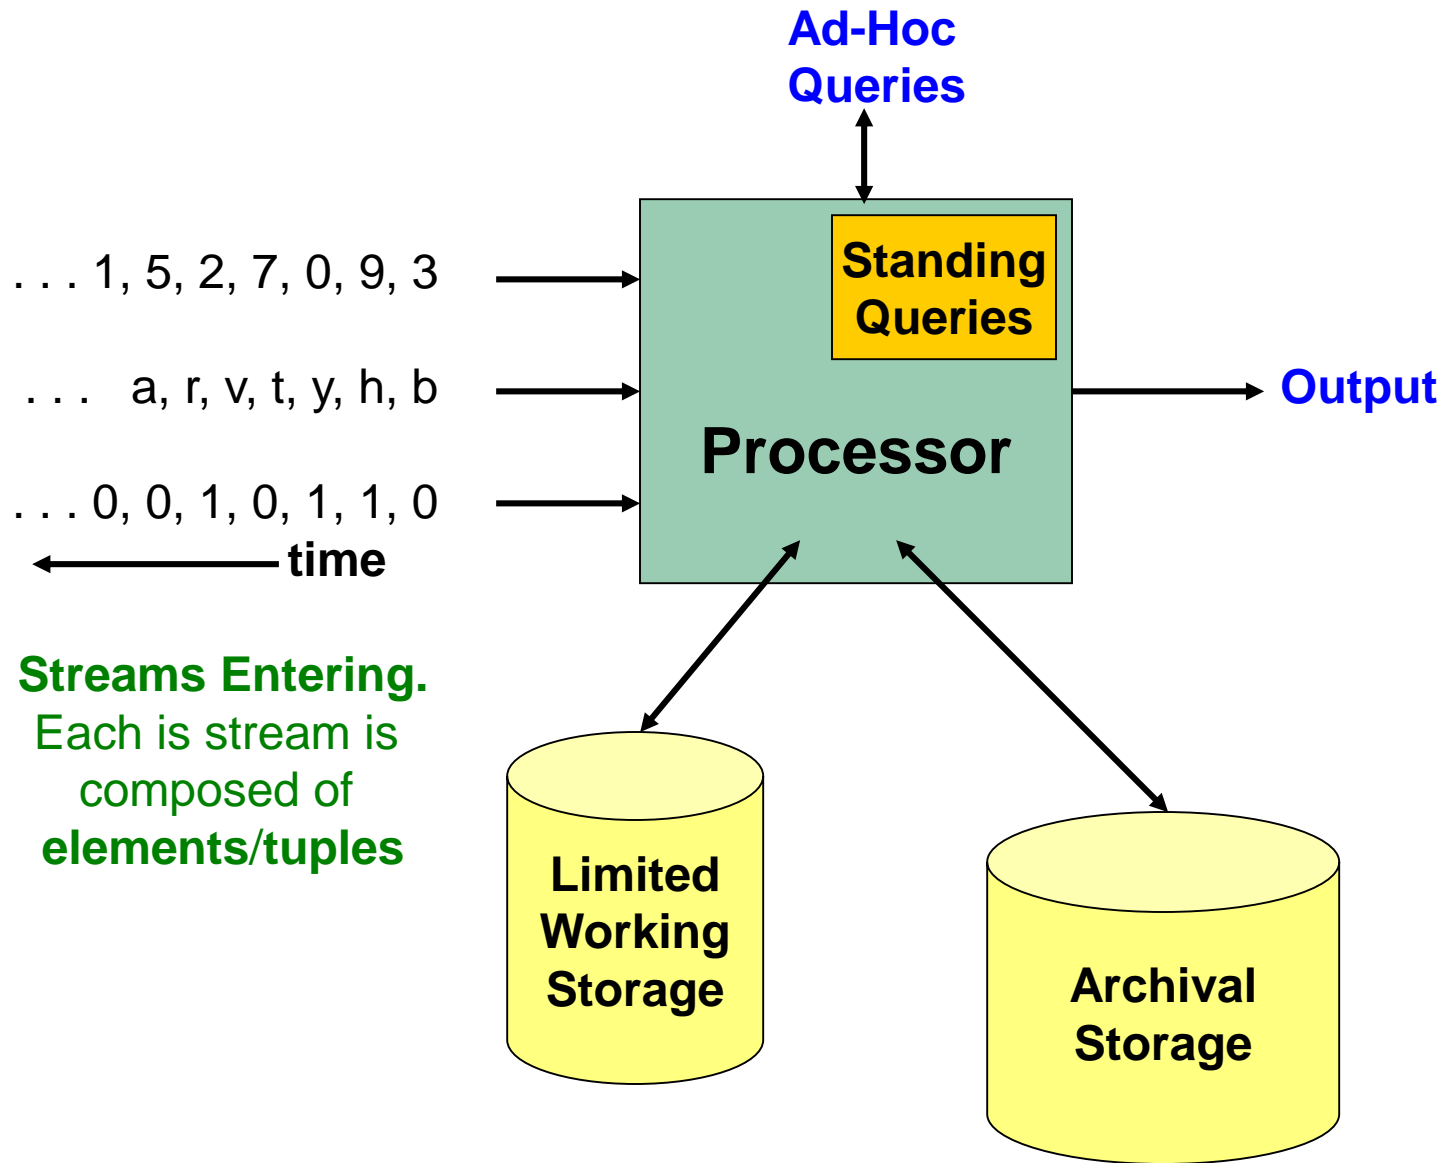 Ad-Hoc
Queries
Standing
Queries
. . . 1, 5, 2, 7, 0, 9, 3
. . . a, r, v, t, y, h, b
. . . 0, 0, 1, 0, 1, 1, 0
time
Processor
Output
Streams Entering.
Each is stream is
composed of
elements/tuples
Limited
Working
Storage
Archival
Storage